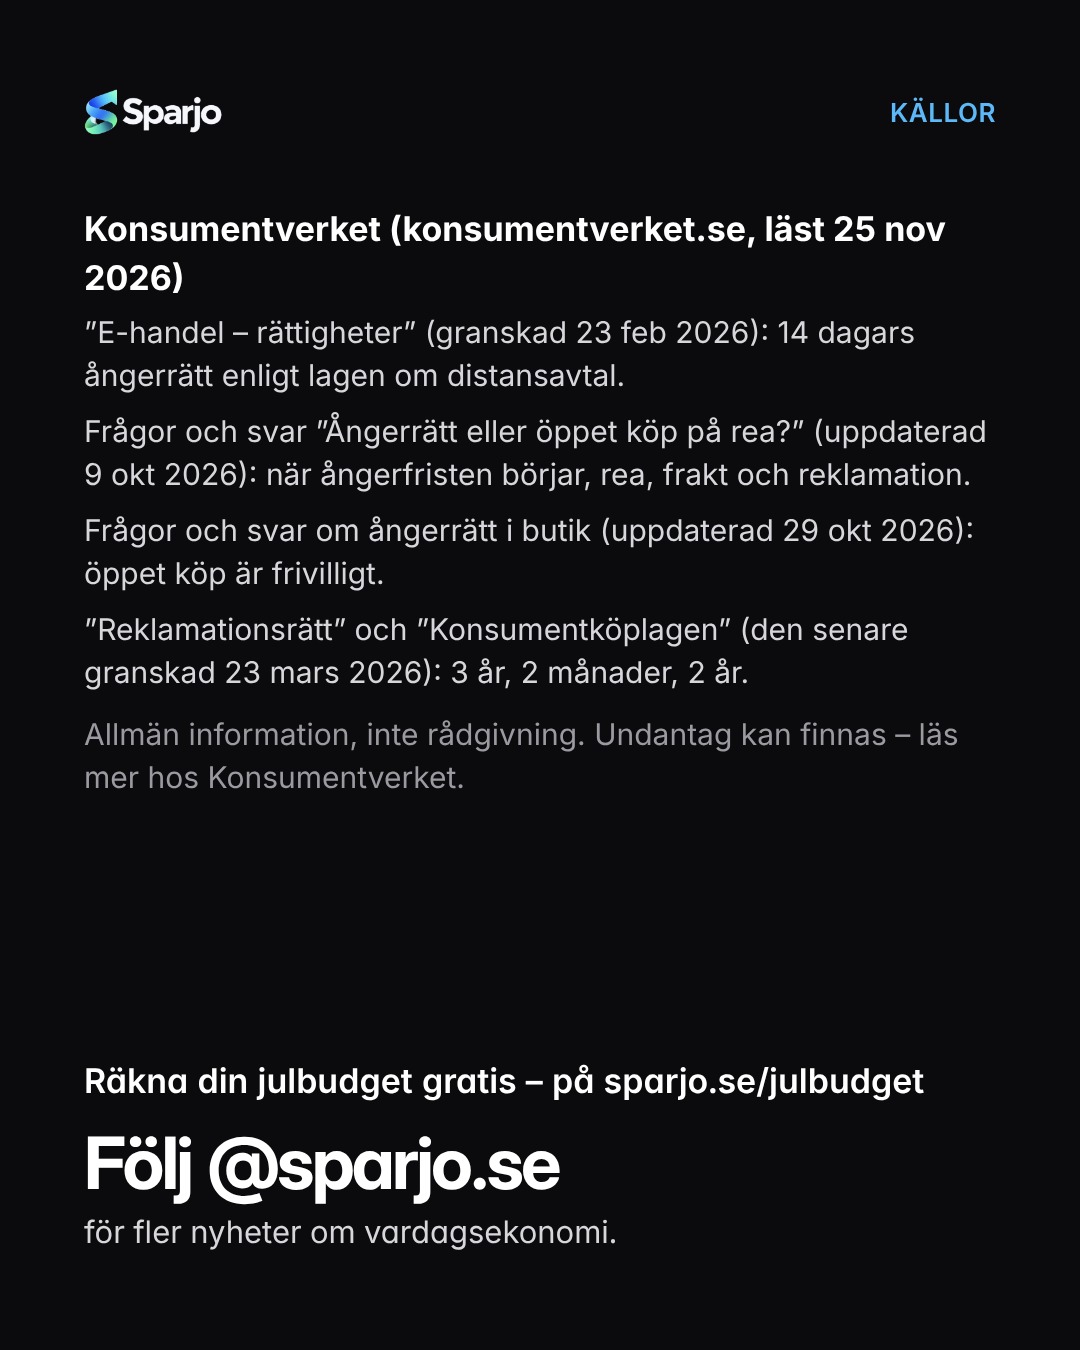 Sparjo
KÄLLOR
Konsumentverket (konsumentverket.se, läst 25 nov
2026)
”E-handel – rättigheter” (granskad 23 feb 2026): 14 dagars
ångerrätt enligt lagen om distansavtal.
Frågor och svar ”Ångerrätt eller öppet köp på rea?” (uppdaterad
9 okt 2026): när ångerfristen börjar, rea, frakt och reklamation.
Frågor och svar om ångerrätt i butik (uppdaterad 29 okt 2026):
öppet köp är frivilligt.
”Reklamationsrätt” och ”Konsumentköplagen” (den senare
granskad 23 mars 2026): 3 år, 2 månader, 2 år.
Allmän information, inte rådgivning. Undantag kan finnas – läs
mer hos Konsumentverket.
Räkna din julbudget gratis – på sparjo.se/julbudget
Följ @sparjo.se
för fler nyheter om vardagsekonomi.